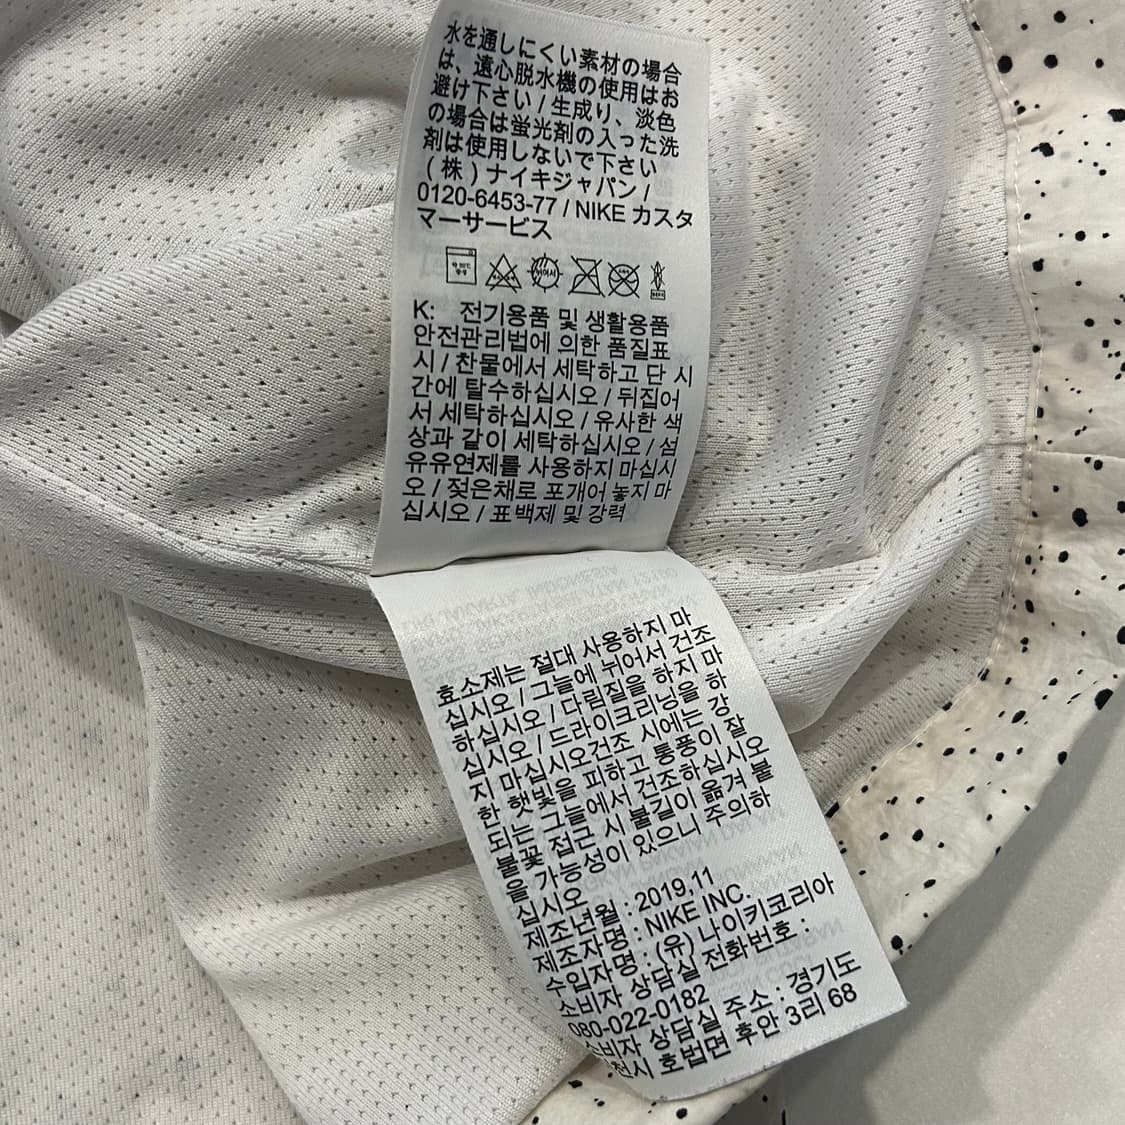 水を通しにくい素材の場合
は、遠心脱水機の使用はお
避け下さい / 生成り、淡色
の場合は蛍光剤の入った洗
剤は使用しないで下さい
(株)ナイキジャパン /
0120-6453-77 / NIKE カスタ
マーサービス
K: 전기용품 및 생활용품
안전관리법에 의한 품질표
시 / 찬물에서 세탁하고 단 시
간에 탈수하십시오 / 뒤집어
서 세탁하십시오 / 유사한 색
상과 같이 세탁하십시오 / 섬
유유연제를 사용하지 마십시
오 / 젖은채로 포개어 놓지 마
십시오 / 표백제 및 강력
효소제는 절대 사용하지 마
십시오 / 그늘에 뉘어서 건조
하십시오 / 다림질을 하지 마
십시오 / 드라이크리닝을 하
지 마십시오건조 시에는 강
한 햇빛을 피하고 통풍이 잘
되는 그늘에서 건조하십시오
불꽃 접근 시 불길이 옮겨 붙
을 가능성이 있으니 주의하
십시오
제조년월 : 2019.11
제조자명 : NIKE INC.
수입자명 : (유) 나이키코리아
소비자 상담실 전화번호 :
080-022-0182
소비자 상담실 주소 : 경기도
천시 호법면 후안 3리 68